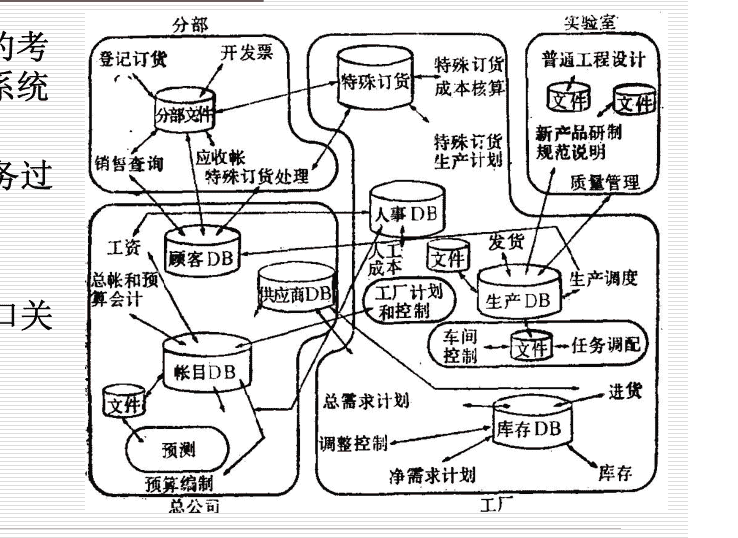 的考
系统
务过
口关
分部
实验室
登记订货
开发票
特殊订货
特殊订货
成本核算
普通工程设计
文件
文件
分部文件
新产品研制
规范说明
特殊订货
生产计划
销售查询
应收帐
特殊订货处理
质量管理
人事DB
工资
顾客DB
人工
成本
文件
发货
总帐和预
算会计
供应商DB
工厂计划
和控制
生产DB
生产调度
车间
控制
文件
任务调配
帐目DB
文件
总需求计划
进货
预测
调整控制
库存DB
净需求计划
库存
预算编制
总公司
工厂